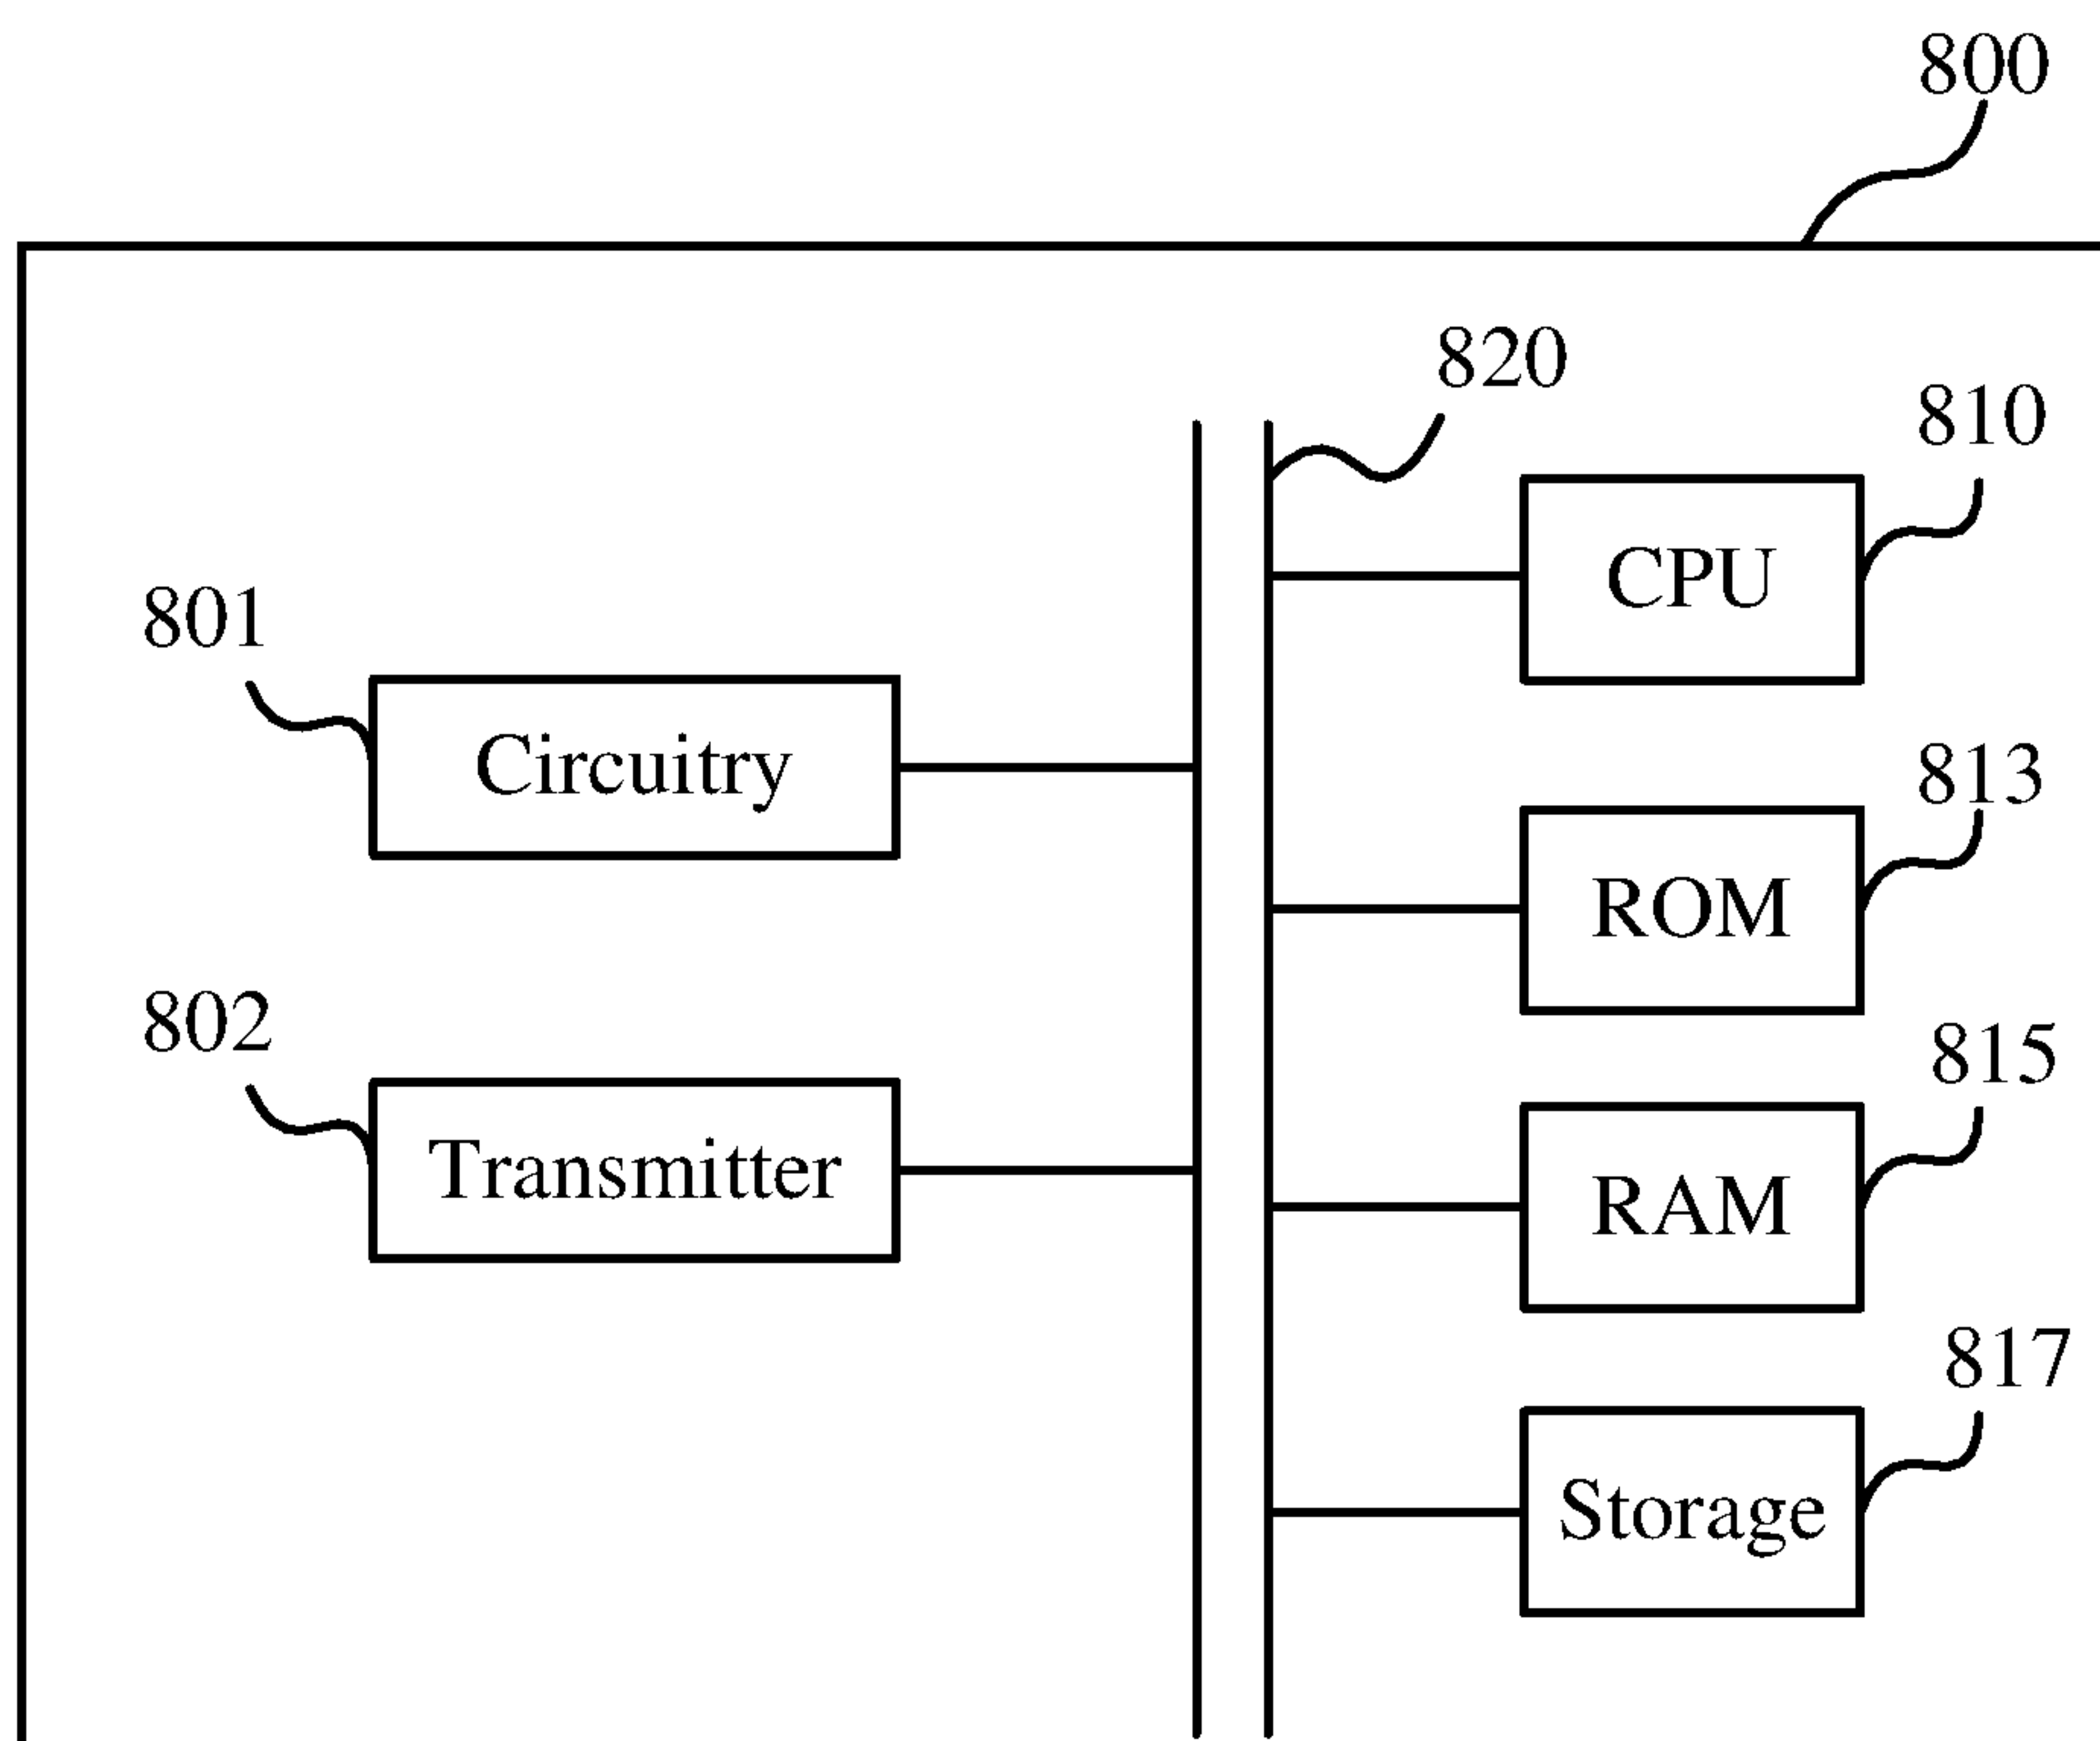 800
820
810
CPU
801
Circuitry
813
ROM
802
Transmitter
815
RAM
817
Storage